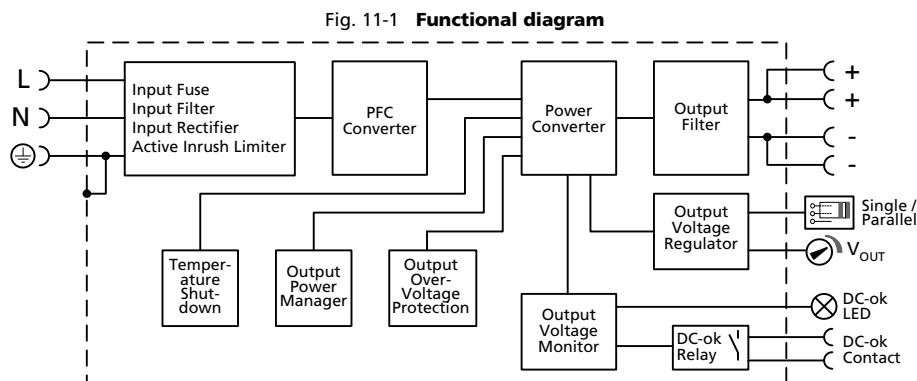 Fig. 11-1 Functional diagram
L
N
Input Fuse
Input Filter
Input Rectifier
Active Inrush Limiter
PFC
Converter
Power
Converter
Output
Filter
+
+
-
-
Output
Voltage
Regulator
Single /
Parallel
VOUT
Temper-
ature
Shut-
down
Output
Power
Manager
Output
Over-
Voltage
Protection
Output
Voltage
Monitor
DC-ok
Relay
DC-ok
LED
DC-ok
Contact